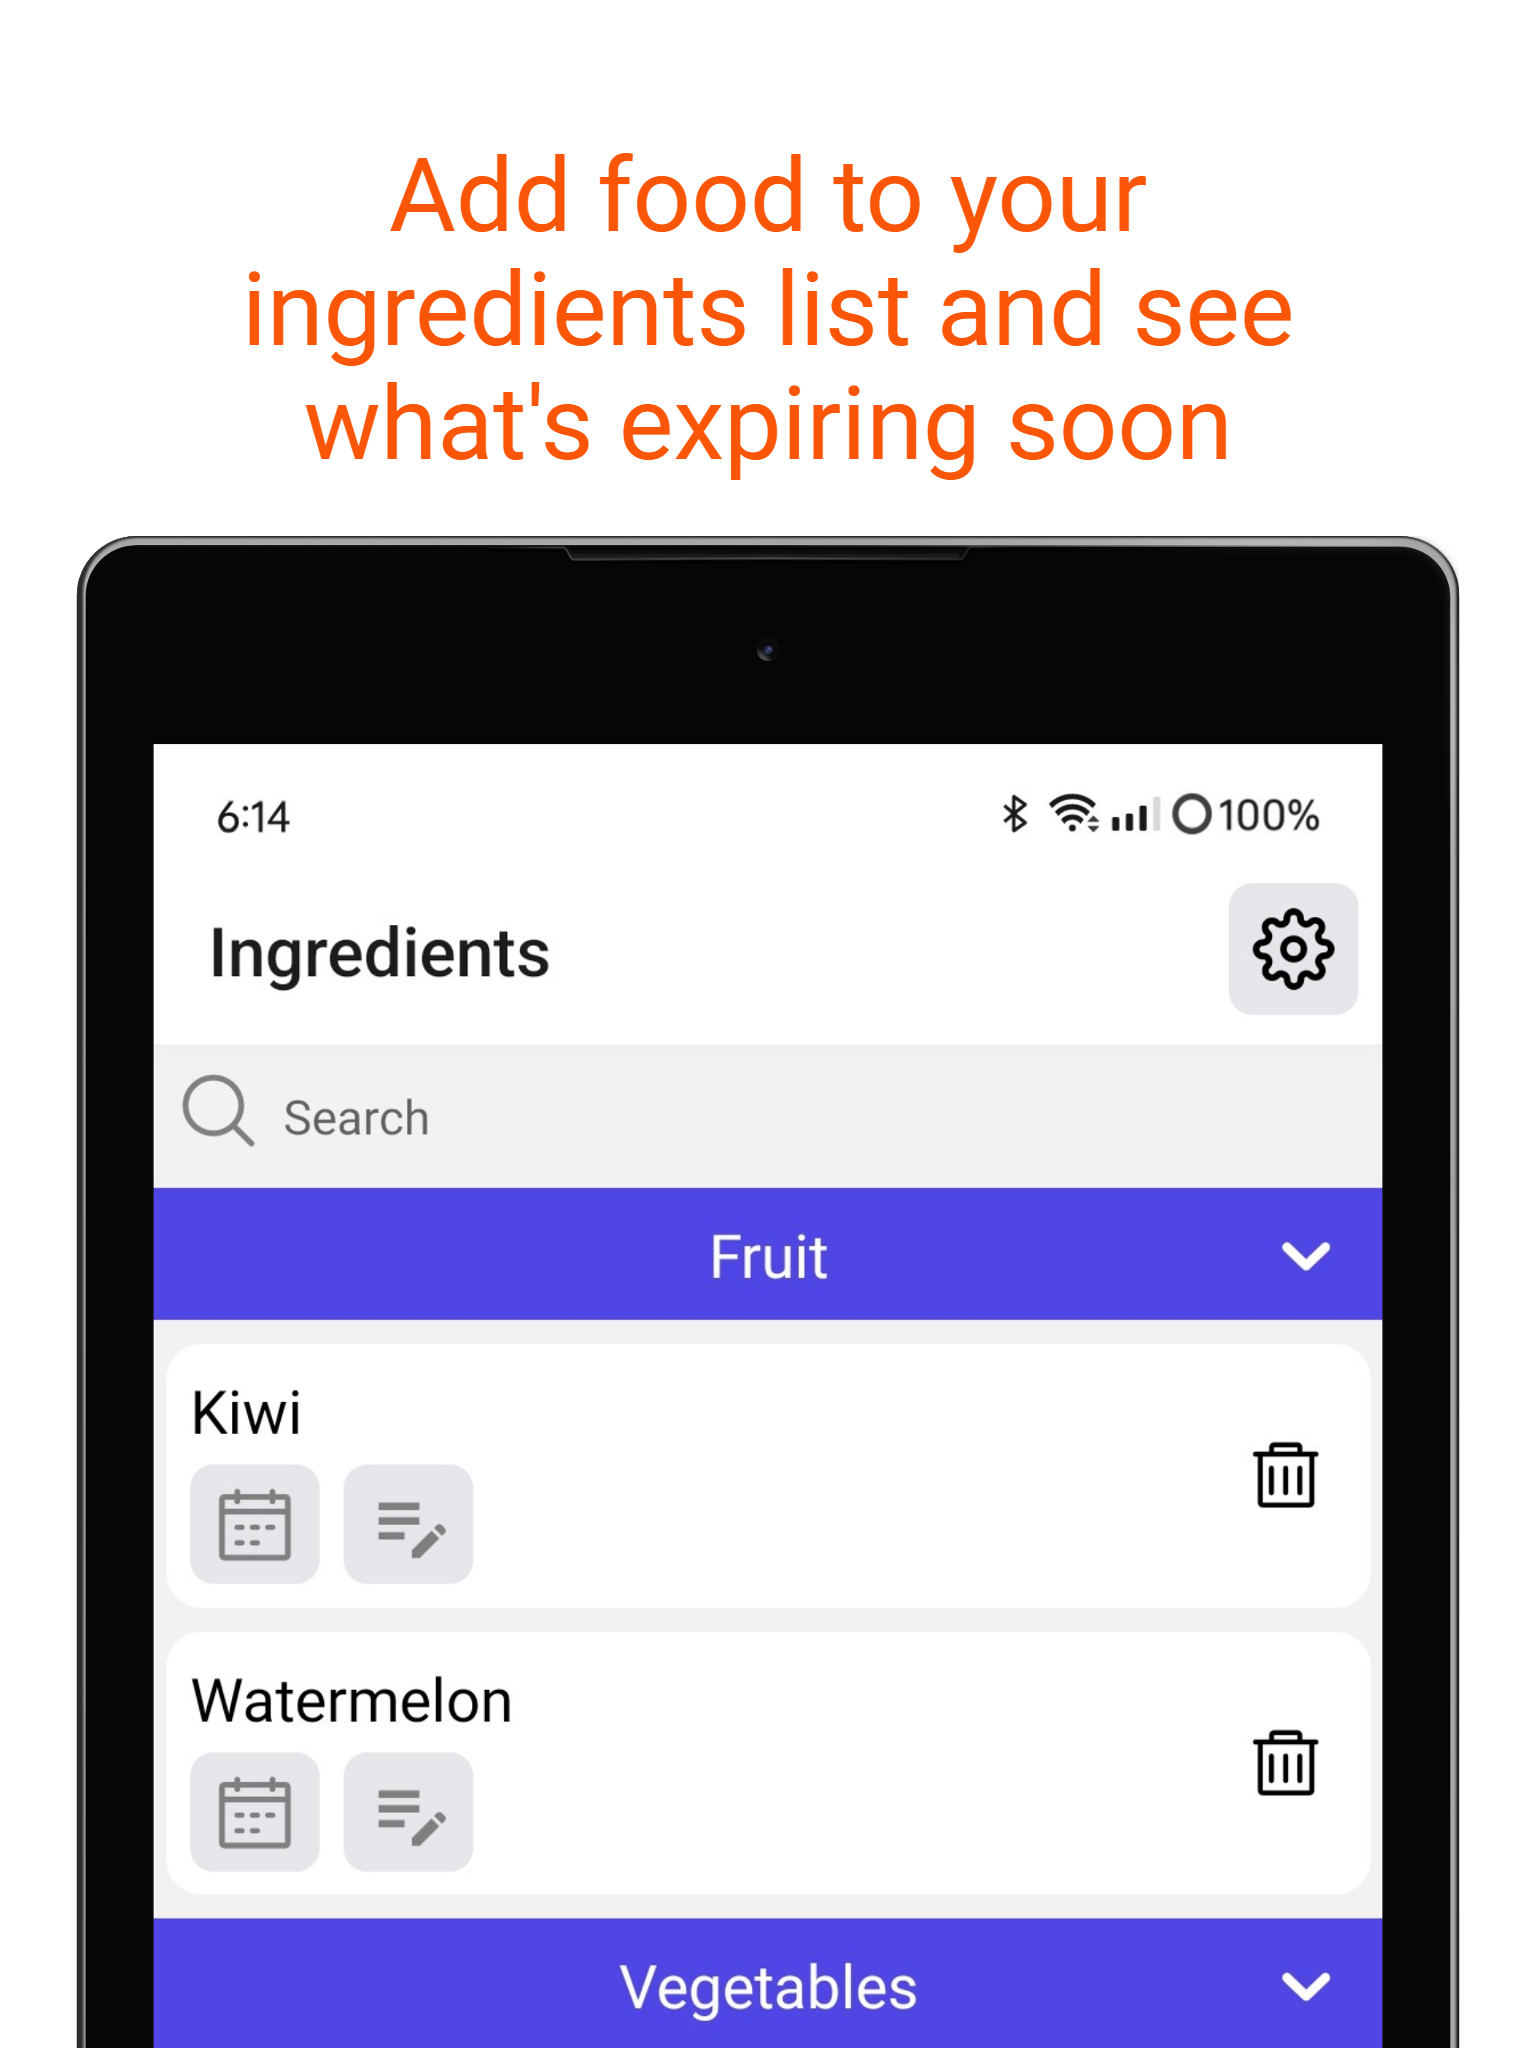 Add food to your
ingredients list and see
what's expiring soon
6:14 100%
Ingredients
Search
Fruit
Kiwi
Watermelon
Vegetables